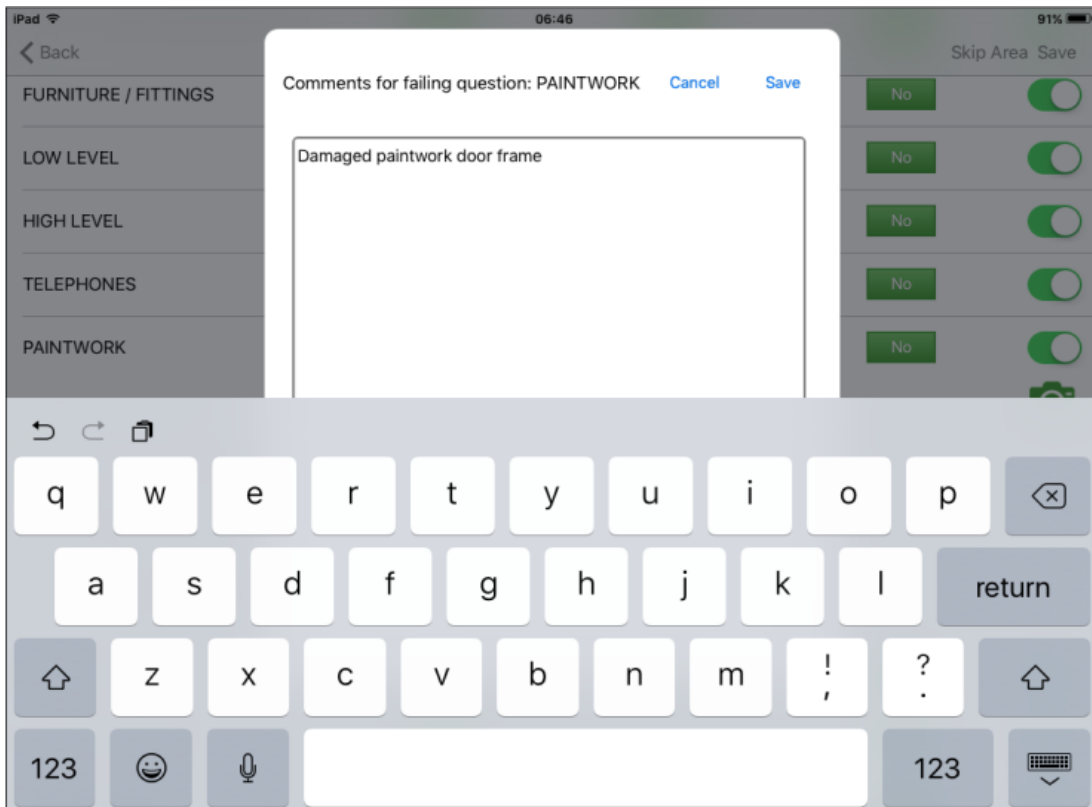 iPad 06:46 91%
Back Skip Area Save
Comments for failing question: PAINTWORK Cancel Save
FURNITURE / FITTINGS No
Damaged paintwork door frame
LOW LEVEL No
HIGH LEVEL No
TELEPHONES No
PAINTWORK No
q w e r t y u i o p
a s d f g h j k l return
z x c v b n m ! , ? .
123 123